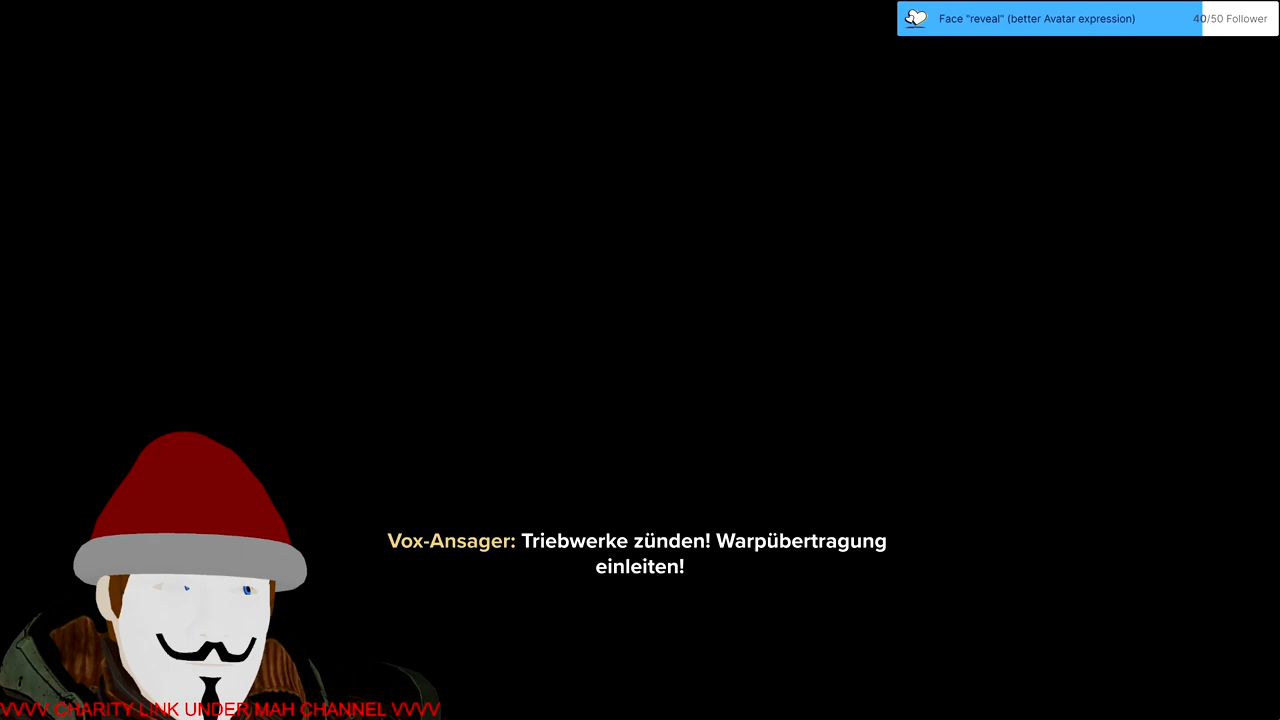 Face "reveal" (better Avatar expression) 40/50 Follower
Vox-Ansager: Triebwerke zünden! Warpübertragung
einleiten!
VVVV CHARITY LINK UNDER MAH CHANNEL VVVV